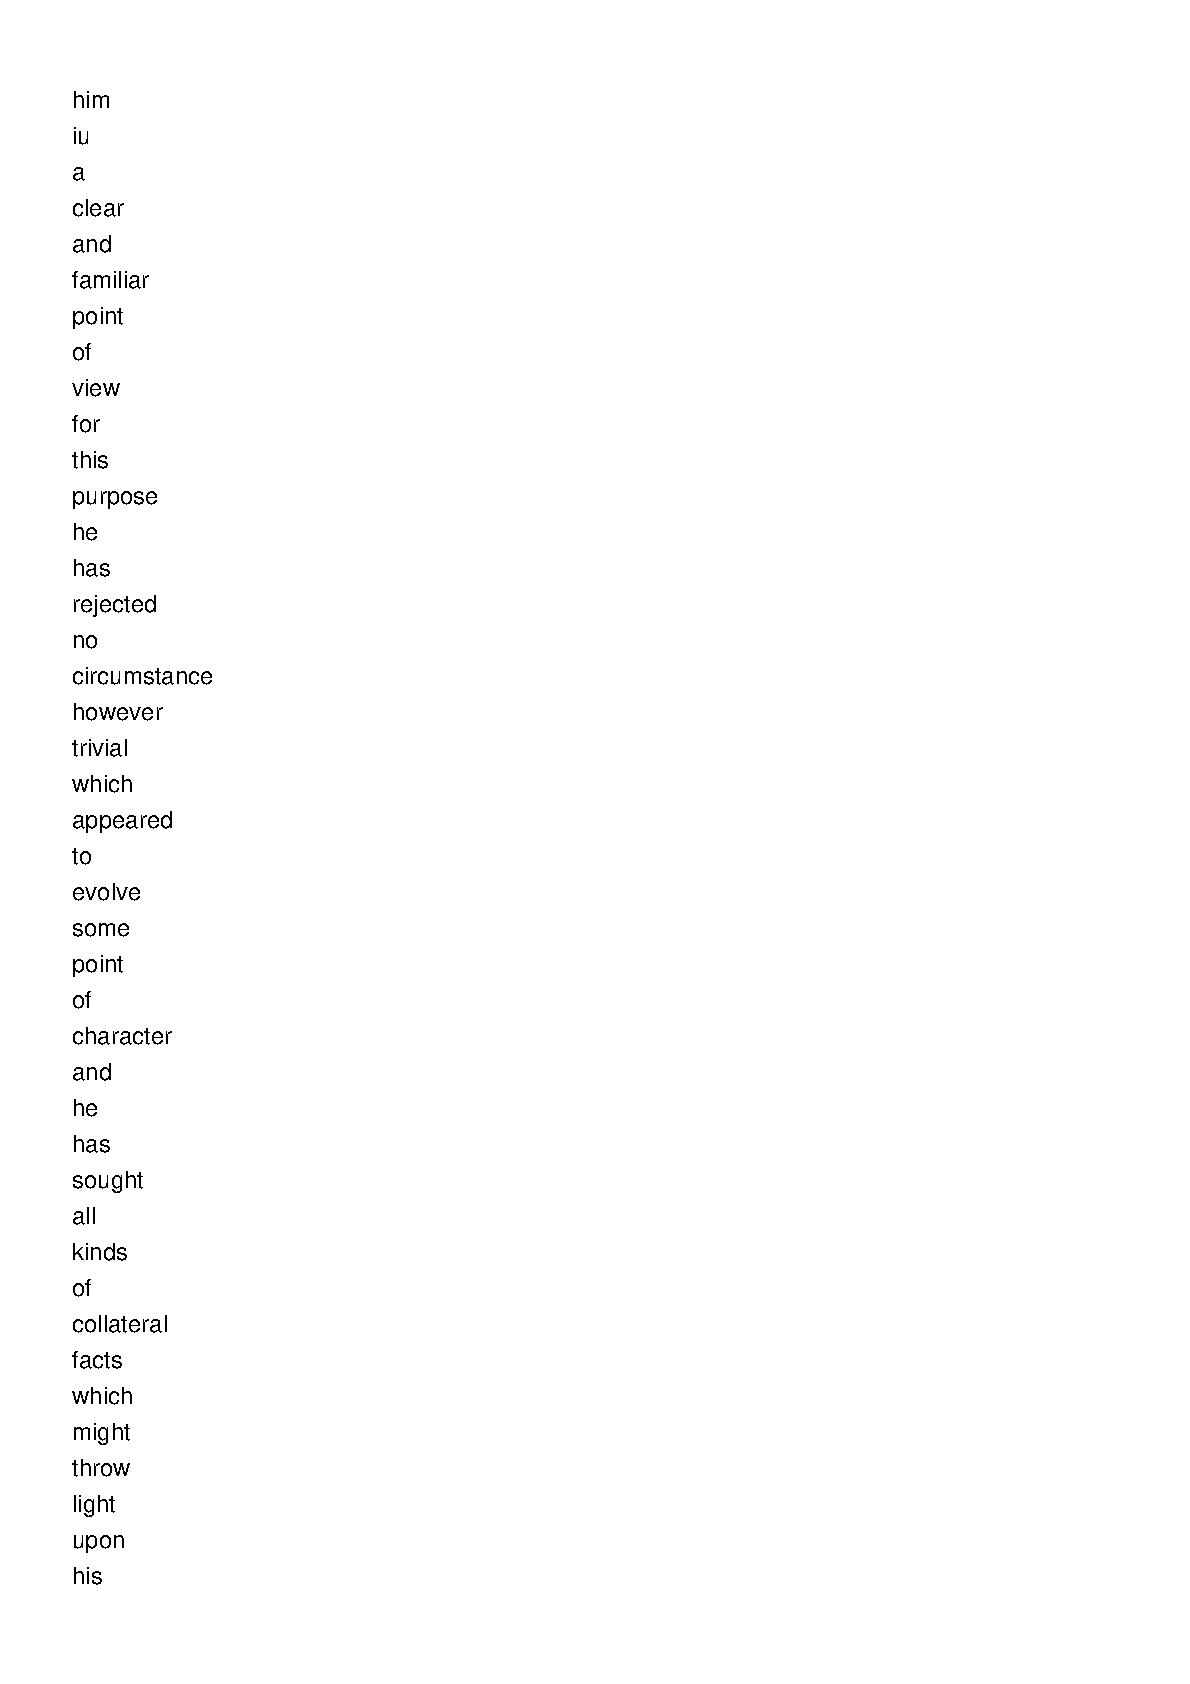 him
iu
a
clear
and
familiar
point
of
view
for
this
purpose
he
has
rejected
no
circumstance
however
trivial
which
appeared
to
evolve
some
point
of
character
and
he
has
sought
all
kinds
of
collateral
facts
which
might
throw
light
upon
his